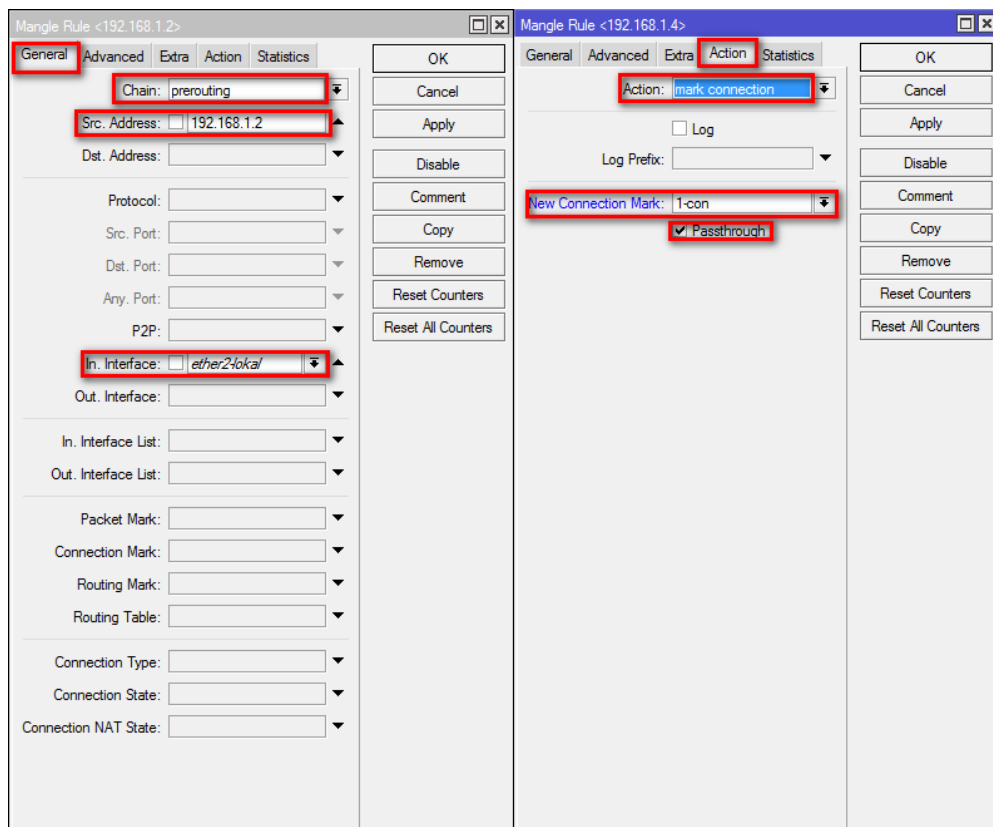 Mangle Rule <192.168.1.2>
General Advanced Extra Action Statistics
Chain: prerouting
Src. Address: 192.168.1.2
Dst. Address:
Protocol:
Src. Port:
Dst. Port:
Any. Port:
P2P:
In. Interface: ether2-lokal
Out. Interface:
In. Interface List:
Out. Interface List:
Packet Mark:
Connection Mark:
Routing Mark:
Routing Table:
Connection Type:
Connection State:
Connection NAT State:
OK
Cancel
Apply
Disable
Comment
Copy
Remove
Reset Counters
Reset All Counters
Mangle Rule <192.168.1.4>
General Advanced Extra Action Statistics
Action: mark connection
Log
Log Prefix:
New Connection Mark: 1-con
Passthrough
OK
Cancel
Apply
Disable
Comment
Copy
Remove
Reset Counters
Reset All Counters